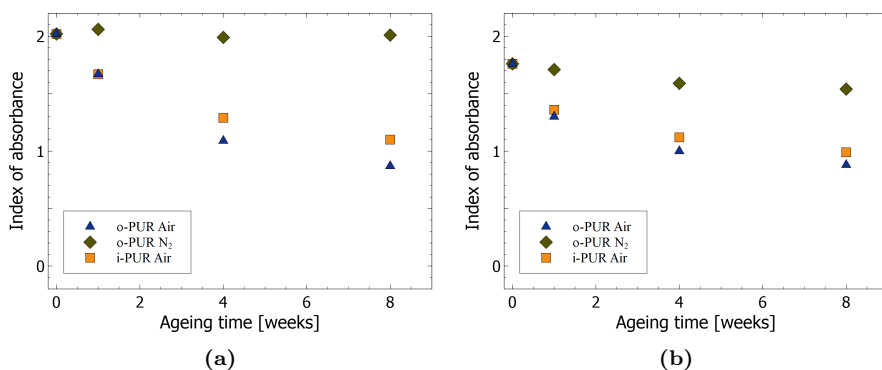 2
1
0
Index of absorbance
o-PUR Air
o-PUR N₂
i-PUR Air
0 2 4 6 8
Ageing time [weeks]
(a)
2
1
0
Index of absorbance
o-PUR Air
o-PUR N₂
i-PUR Air
0 2 4 6 8
Ageing time [weeks]
(b)